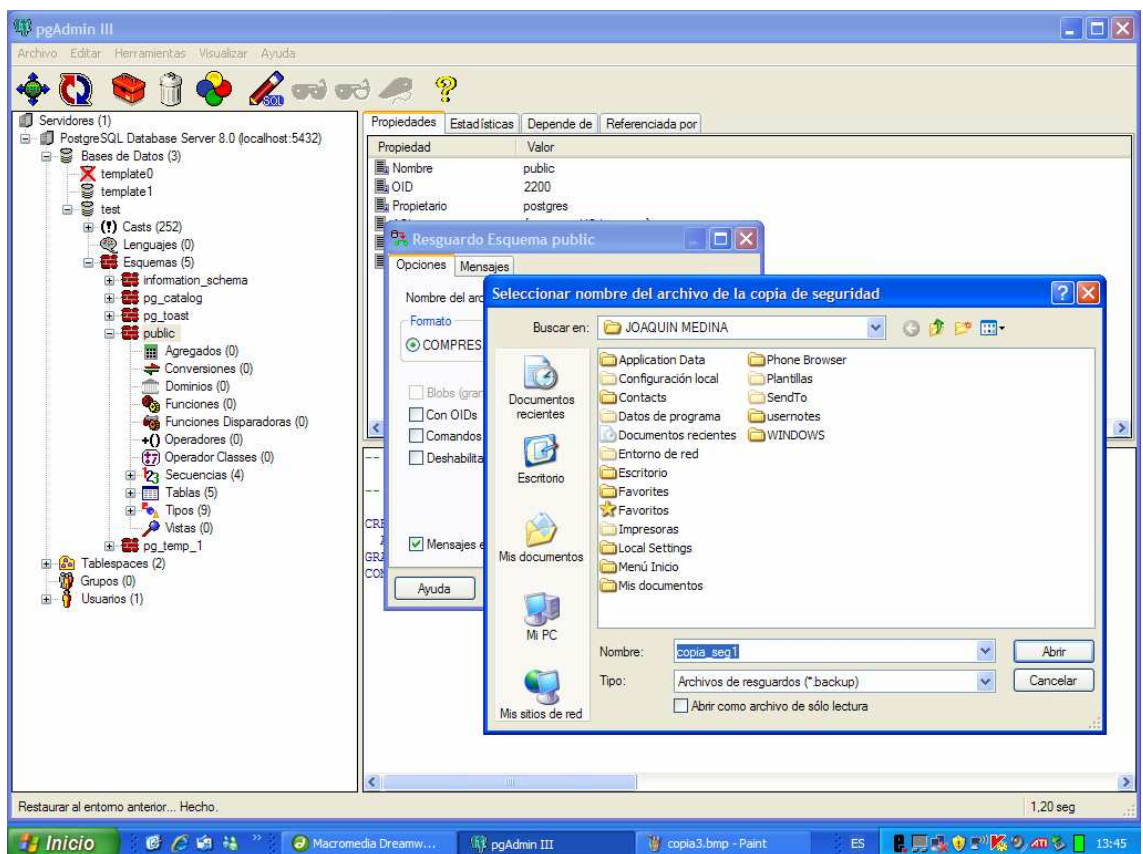 pgAdmin III
Archivo Editar Herramientas Visualizar Ayuda
SQL
Servidores (1)
PostgreSQL Database Server 8.0 (localhost:5432)
Bases de Datos (3)
template0
template1
test
Casts (252)
Lenguajes (0)
Esquemas (5)
information_schema
pg_catalog
pg_toast
public
Agregados (0)
Conversiones (0)
Dominios (0)
Funciones (0)
Funciones Disparadoras (0)
Operadores (0)
Operador Classes (0)
Secuencias (4)
Tablas (5)
Tipos (9)
Vistas (0)
pg_temp_1
Tablespaces (2)
Grupos (0)
Usuarios (1)
Propiedades Estadísticas Depende de Referenciada por
Propiedad Valor
Nombre public
OID 2200
Propietario postgres
Resguardo Esquema public
Opciones Mensajes
Nombre del arc
Formato
COMPRES
Blobs (gran
Con OIDs
Comandos
Deshabilita
Mensajes e
Ayuda
Seleccionar nombre del archivo de la copia de seguridad
Buscar en: JOAQUIN MEDINA
Documentos recientes
Escritorio
Mis documentos
Mi PC
Mis sitios de red
Application Data
Configuración local
Contacts
Datos de programa
Documentos recientes
Entorno de red
Escritorio
Favorites
Favoritos
Impresoras
Local Settings
Menú Inicio
Mis documentos
Phone Browser
Plantillas
SendTo
usernotes
WINDOWS
Nombre: copia_seg1 Abrir
Tipo: Archivos de resguardos (*.backup) Cancelar
Abrir como archivo de sólo lectura
Restaurar al entorno anterior... Hecho. 1,20 seg
Inicio Macromedia Dreamw... pgAdmin III copia3.bmp - Paint ES 13:45